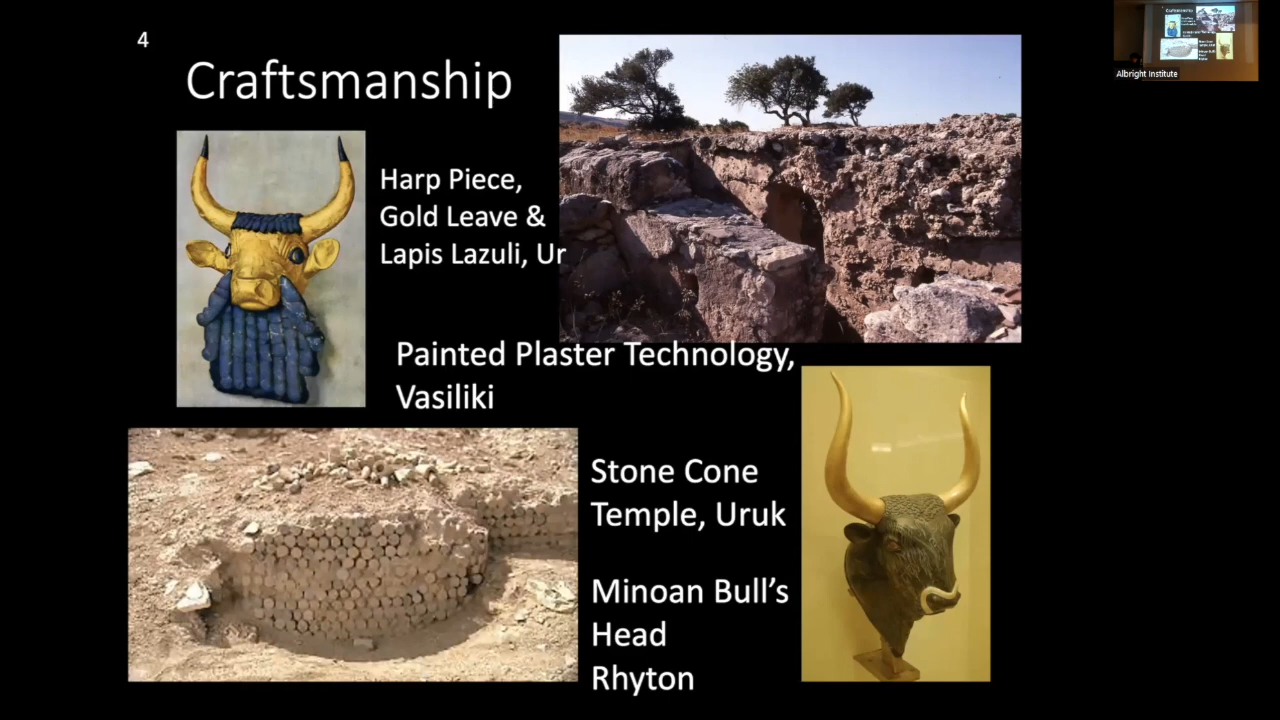 4
Craftsmanship
Harp Piece,
Gold Leave &
Lapis Lazuli, Ur
Painted Plaster Technology,
Vasiliki
Stone Cone
Temple, Uruk
Minoan Bull’s
Head
Rhyton
Albright Institute